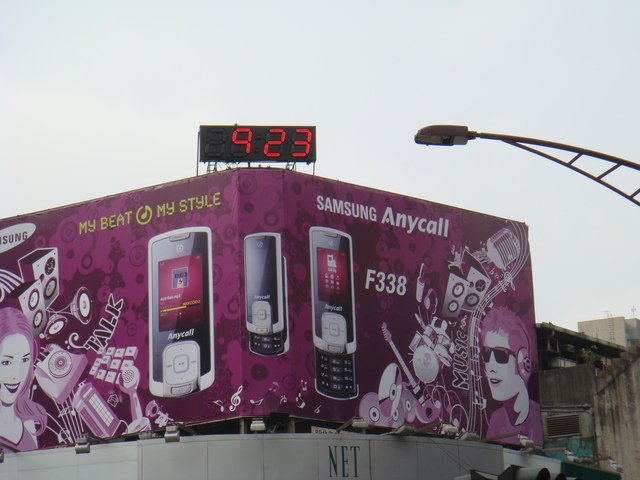 9:23
SAMSUNG
MY BEAT MY STYLE
SAMSUNG Anycall
F338
TALK
MUSIC
Anycall
Anycall
Anycall
NET